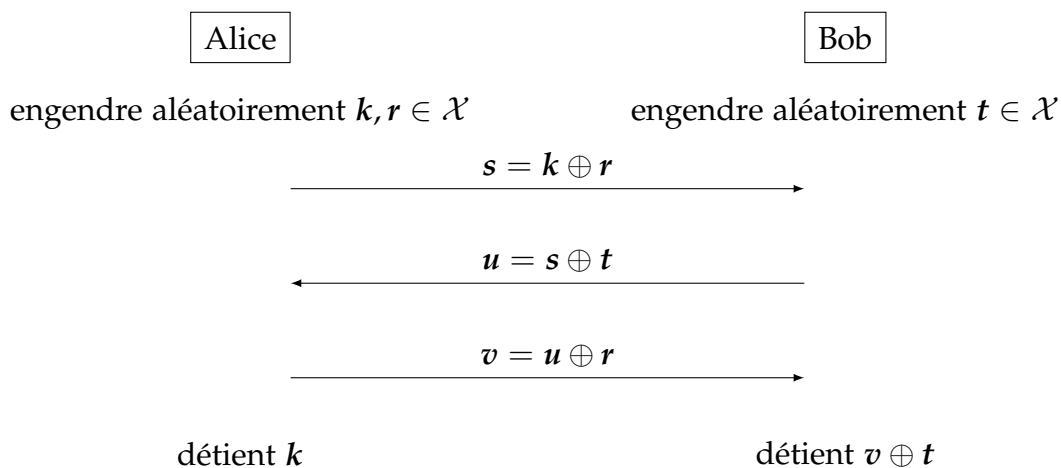 Alice Bob
engendre aléatoirement k, r ∈ 𝒳 engendre aléatoirement t ∈ 𝒳
s = k ⊕ r
u = s ⊕ t
v = u ⊕ r
détient k détient v ⊕ t